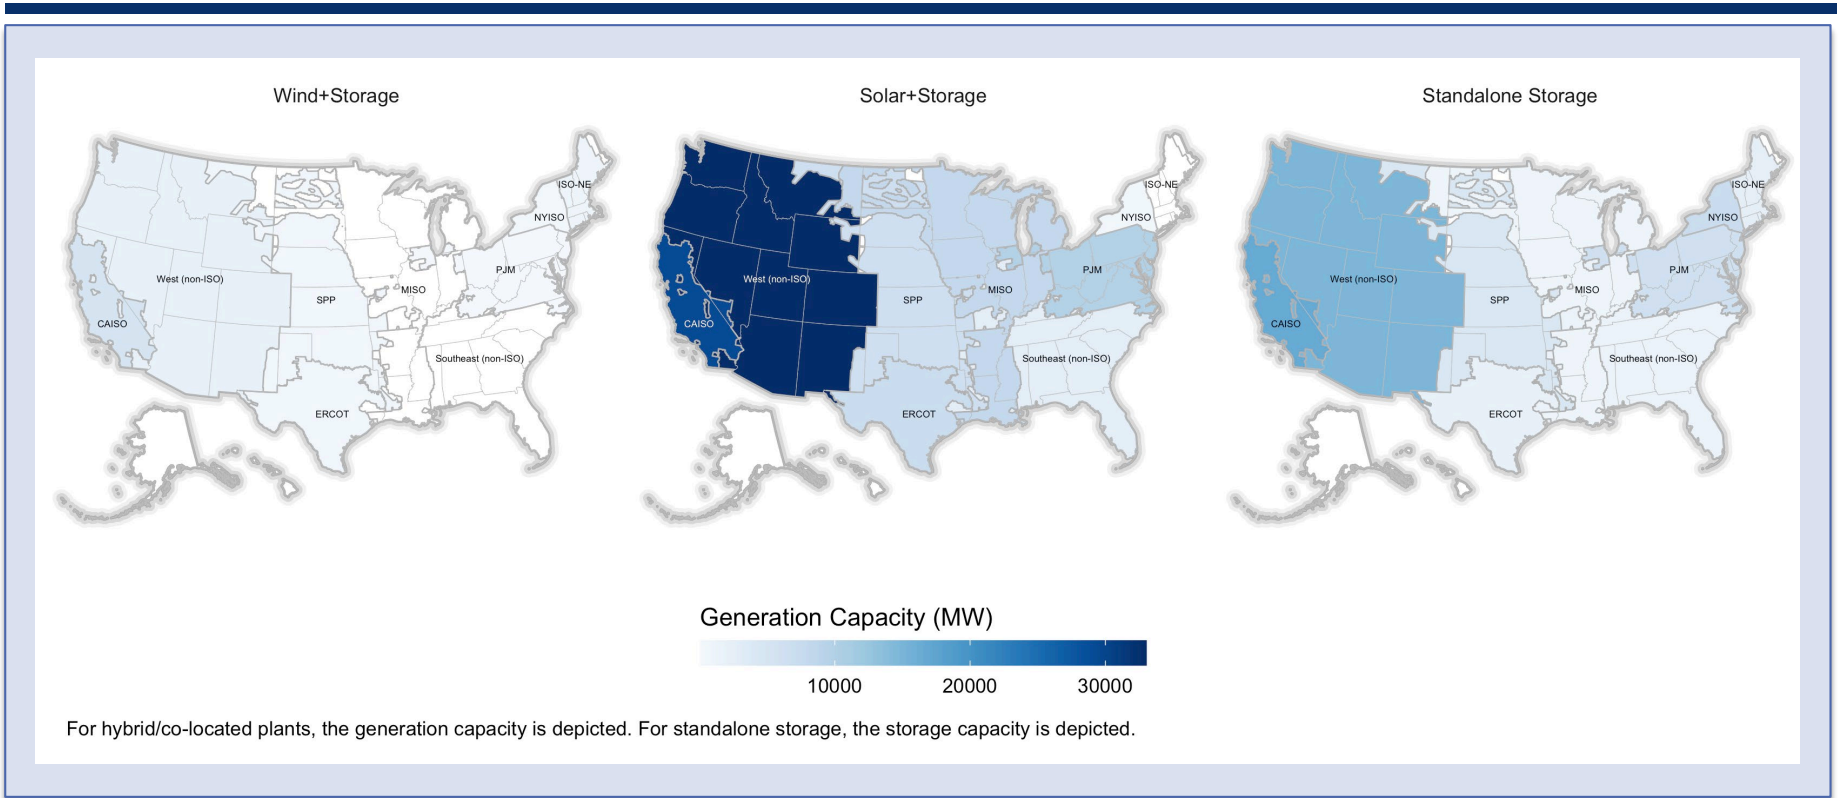 Wind+Storage
Solar+Storage
Standalone Storage
ISO-NE
NYISO
PJM
West (non-ISO)
MISO
SPP
CAISO
Southeast (non-ISO)
ERCOT
ISO-NE
NYISO
PJM
West (non-ISO)
MISO
SPP
CAISO
Southeast (non-ISO)
ERCOT
ISO-NE
NYISO
PJM
West (non-ISO)
MISO
SPP
CAISO
Southeast (non-ISO)
ERCOT
Generation Capacity (MW)
10000 20000 30000
For hybrid/co-located plants, the generation capacity is depicted. For standalone storage, the storage capacity is depicted.